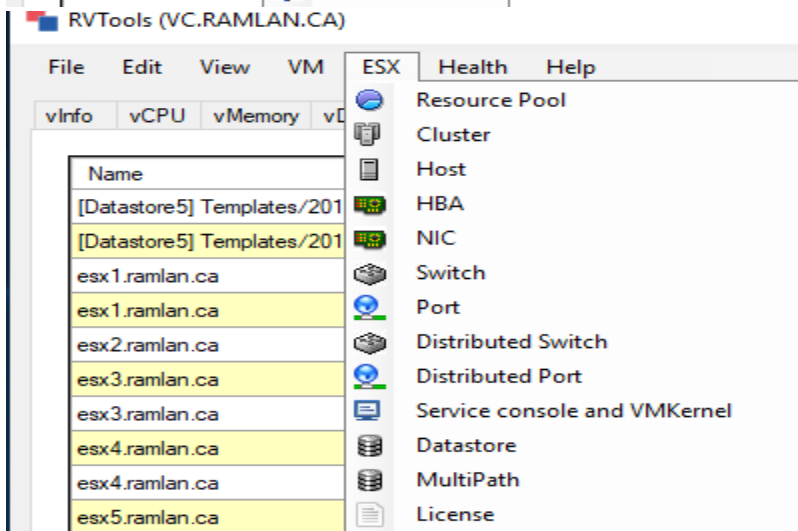 RVTools (VC.RAMLAN.CA)
File Edit View VM ESX Health Help
vInfo vCPU vMemory
Name
[Datastore5] Templates/201
[Datastore5] Templates/201
esx1.ramlan.ca
esx1.ramlan.ca
esx2.ramlan.ca
esx3.ramlan.ca
esx3.ramlan.ca
esx4.ramlan.ca
esx4.ramlan.ca
esx5.ramlan.ca
Resource Pool
Cluster
Host
HBA
NIC
Switch
Port
Distributed Switch
Distributed Port
Service console and VMKernel
Datastore
MultiPath
License